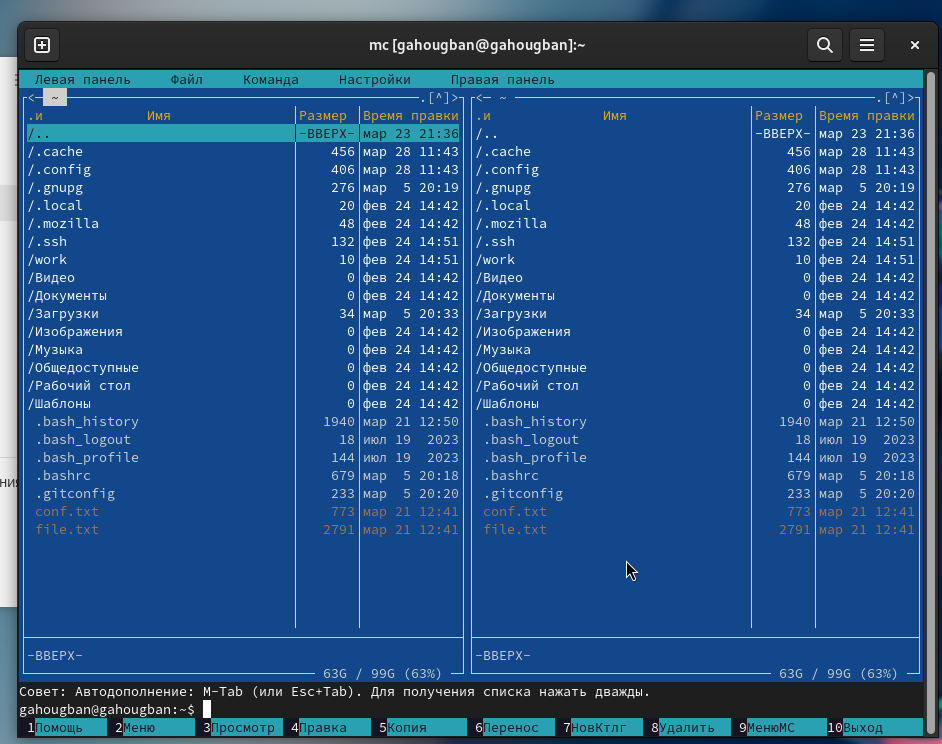 mc [gahougban@gahougban]:~
Левая панель Файл Команда Настройки Правая панель
<─ ~ .[^]> <─ ~ .[^]>
.и Имя Размер Время правки .и Имя Размер Время правки
/.. -ВВЕРХ- мар 23 21:36 /.. -ВВЕРХ- мар 23 21:36
/.cache 456 мар 28 11:43 /.cache 456 мар 28 11:43
/.config 406 мар 28 11:43 /.config 406 мар 28 11:43
/.gnupg 276 мар 5 20:19 /.gnupg 276 мар 5 20:19
/.local 20 фев 24 14:42 /.local 20 фев 24 14:42
/.mozilla 48 фев 24 14:42 /.mozilla 48 фев 24 14:42
/.ssh 132 фев 24 14:51 /.ssh 132 фев 24 14:51
/work 10 фев 24 14:51 /work 10 фев 24 14:51
/Видео 0 фев 24 14:42 /Видео 0 фев 24 14:42
/Документы 0 фев 24 14:42 /Документы 0 фев 24 14:42
/Загрузки 34 мар 5 20:33 /Загрузки 34 мар 5 20:33
/Изображения 0 фев 24 14:42 /Изображения 0 фев 24 14:42
/Музыка 0 фев 24 14:42 /Музыка 0 фев 24 14:42
/Общедоступные 0 фев 24 14:42 /Общедоступные 0 фев 24 14:42
/Рабочий стол 0 фев 24 14:42 /Рабочий стол 0 фев 24 14:42
/Шаблоны 0 фев 24 14:42 /Шаблоны 0 фев 24 14:42
.bash_history 1940 мар 21 12:50 .bash_history 1940 мар 21 12:50
.bash_logout 18 июл 19 2023 .bash_logout 18 июл 19 2023
.bash_profile 144 июл 19 2023 .bash_profile 144 июл 19 2023
.bashrc 679 мар 5 20:18 .bashrc 679 мар 5 20:18
.gitconfig 233 мар 5 20:20 .gitconfig 233 мар 5 20:20
conf.txt 773 мар 21 12:41 conf.txt 773 мар 21 12:41
file.txt 2791 мар 21 12:41 file.txt 2791 мар 21 12:41
-ВВЕРХ- -ВВЕРХ-
63G / 99G (63%) 63G / 99G (63%)
Совет: Автодополнение: M-Tab (или Esc+Tab). Для получения списка нажать дважды.
gahougban@gahougban:~$
1Помощь 2Меню 3Просмотр 4Правка 5Копия 6Перенос 7НовКтлг 8Удалить 9МенюMC 10Выход